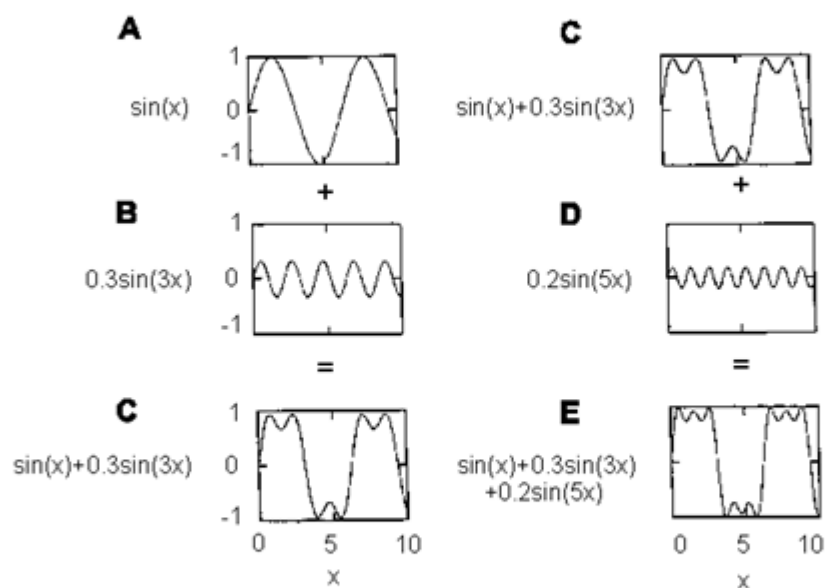 A
1
sin(x)
0
-1
+
B
1
0.3sin(3x)
0
-1
=
C
1
sin(x)+0.3sin(3x)
0
-1
0 5 10
x
C
sin(x)+0.3sin(3x)
+
D
0.2sin(5x)
=
E
sin(x)+0.3sin(3x)
+0.2sin(5x)
0 5 10
x